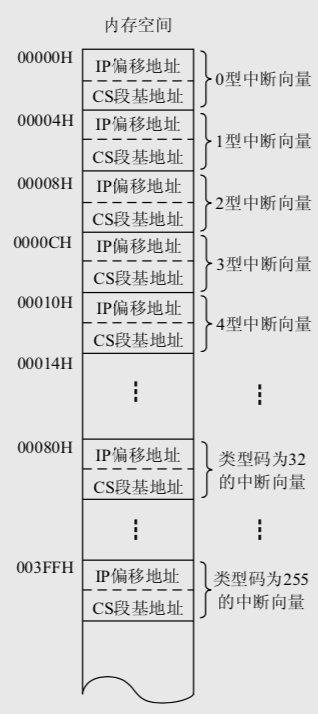 内存空间
00000H
IP偏移地址
CS段基地址
0型中断向量
00004H
IP偏移地址
CS段基地址
1型中断向量
00008H
IP偏移地址
CS段基地址
2型中断向量
0000CH
IP偏移地址
CS段基地址
3型中断向量
00010H
IP偏移地址
CS段基地址
4型中断向量
00014H
00080H
IP偏移地址
CS段基地址
类型码为32
的中断向量
003FFH
IP偏移地址
CS段基地址
类型码为255
的中断向量